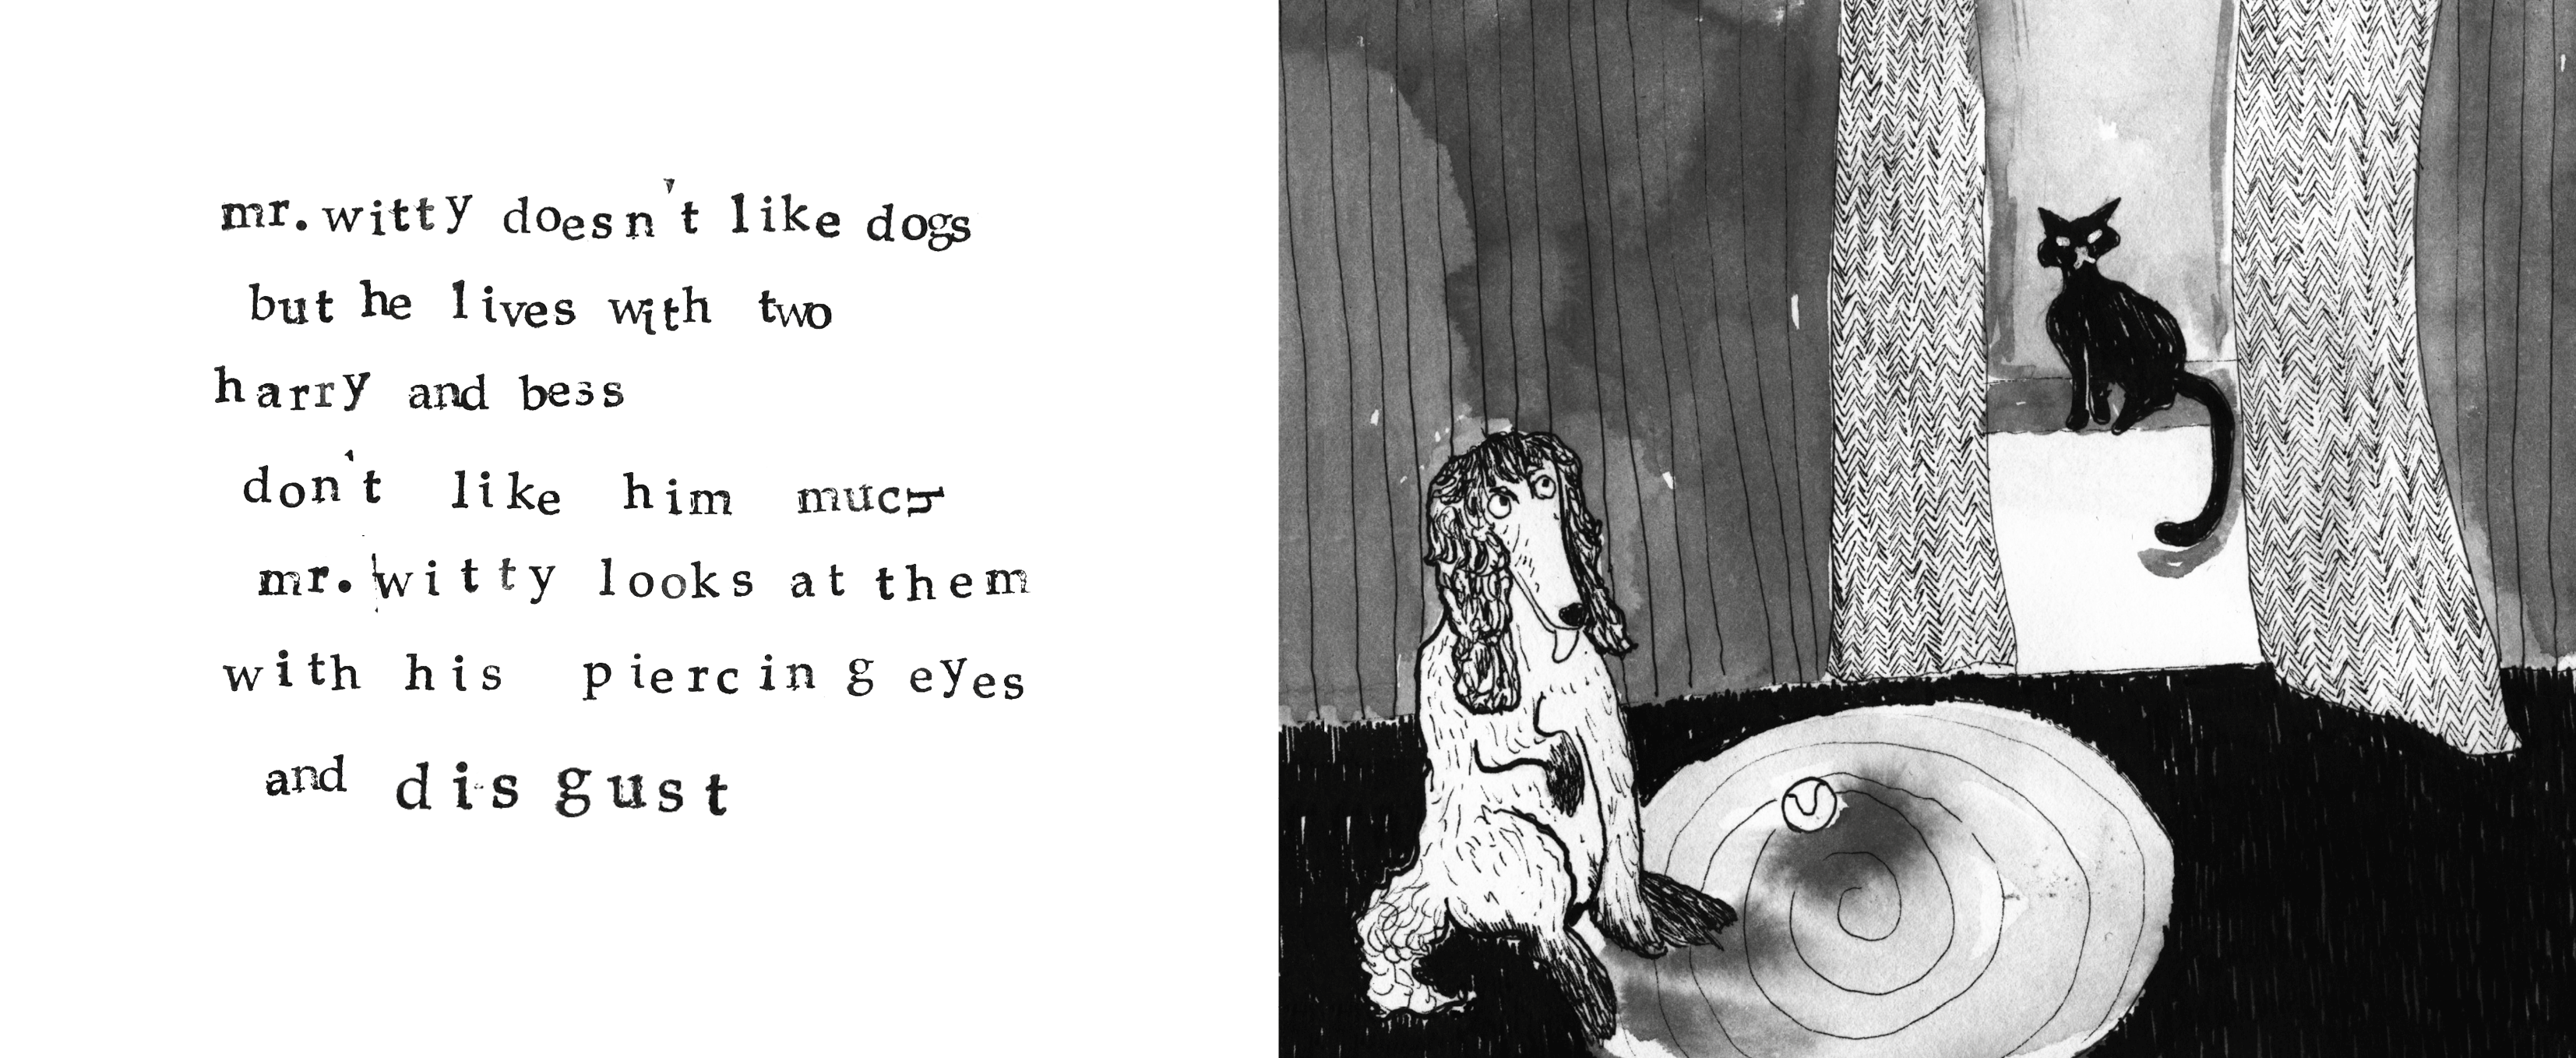 mr. witty doesn't like dogs
but he lives with two
harry and bess
don't like him much
mr. witty looks at them
with his piercing eyes
and disgust